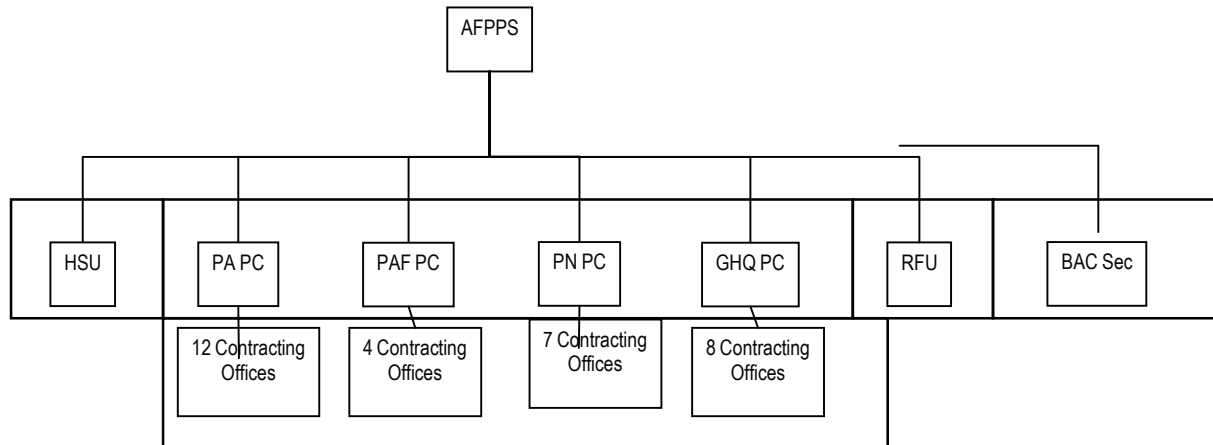 AFPPS
HSU
PA PC
PAF PC
PN PC
GHQ PC
RFU
BAC Sec
12 Contracting
Offices
4 Contracting
Offices
7 Contracting
Offices
8 Contracting
Offices